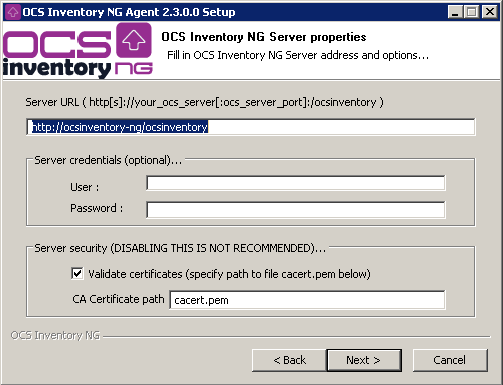 OCS Inventory NG Agent 2.3.0.0 Setup
OCS
inventory NG
OCS Inventory NG Server properties
Fill in OCS Inventory NG Server address and options...
Server URL ( http[s]://your_ocs_server[:ocs_server_port]:/ocsinventory )
http://ocsinventory-ng/ocsinventory
Server credentials (optional)...
User :
Password :
Server security (DISABLING THIS IS NOT RECOMMENDED)...
Validate certificates (specify path to file cacert.pem below)
CA Certificate path cacert.pem
OCS Inventory NG
< Back Next > Cancel